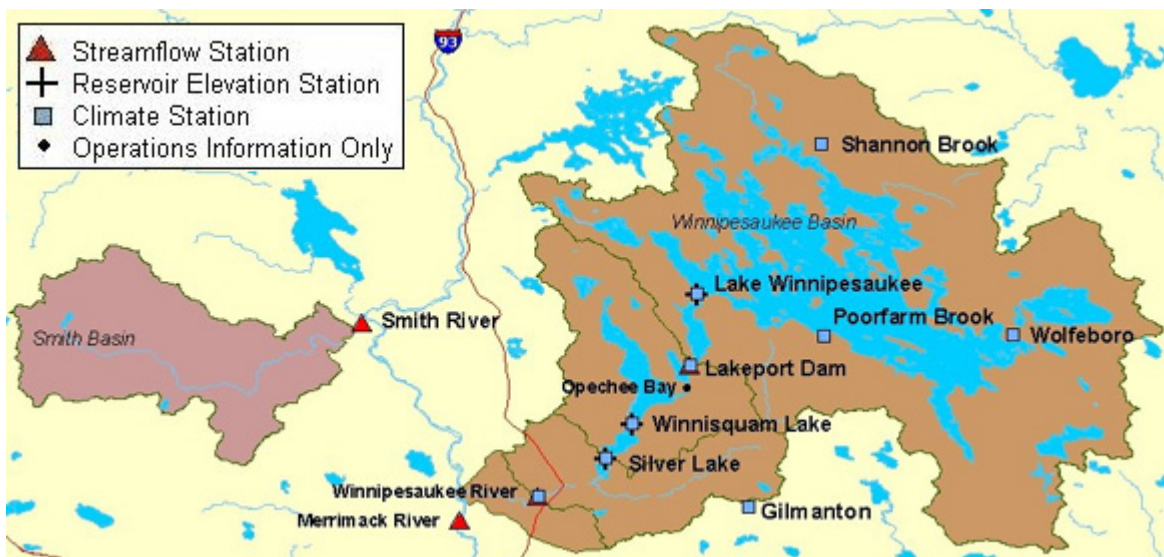 Streamflow Station
Reservoir Elevation Station
Climate Station
Operations Information Only
93
Shannon Brook
Winnipesaukee Basin
Lake Winnipesaukee
Smith River
Poorfarm Brook
Wolfeboro
Smith Basin
Lakeport Dam
Opechee Bay
Winnisquam Lake
Silver Lake
Winnipesaukee River
Merrimack River
Gilmanton